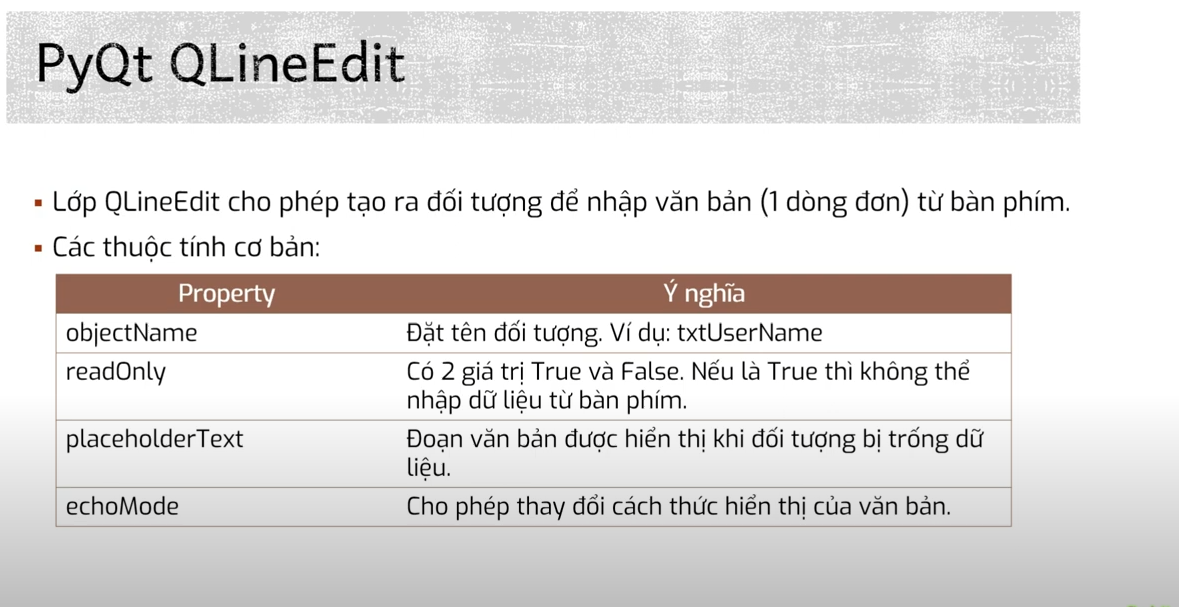 PyQt QLineEdit
▪ Lớp QLineEdit cho phép tạo ra đối tượng để nhập văn bản (1 dòng đơn) từ bàn phím.
▪ Các thuộc tính cơ bản:
Property Ý nghĩa
objectName Đặt tên đối tượng. Ví dụ: txtUserName
readOnly Có 2 giá trị True và False. Nếu là True thì không thể
nhập dữ liệu từ bàn phím.
placeholderText Đoạn văn bản được hiển thị khi đối tượng bị trống dữ
liệu.
echoMode Cho phép thay đổi cách thức hiển thị của văn bản.